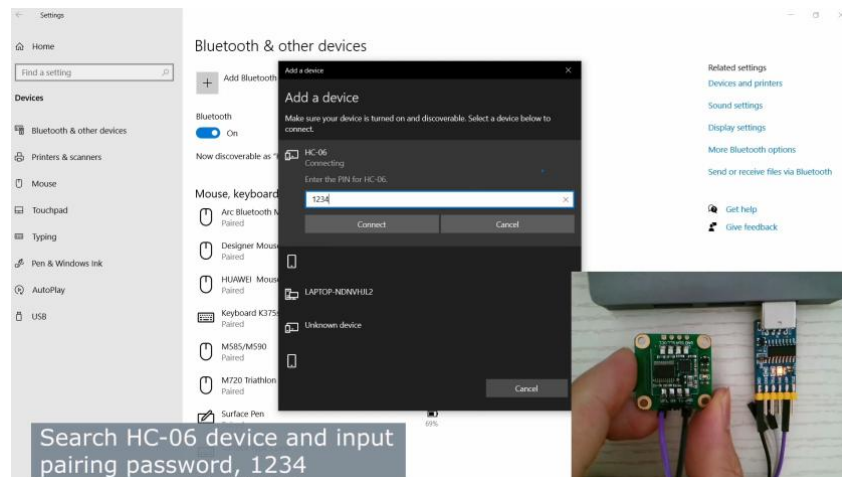 Settings
Home
Find a setting
Devices
Bluetooth & other devices
Printers & scanners
Mouse
Touchpad
Typing
Pen & Windows Ink
AutoPlay
USB
Bluetooth & other devices
Add Bluetooth
Bluetooth
On
Now discoverable as
Mouse, keyboard
Arc Bluetooth M
Paired
Designer Mouse
Paired
HUAWEI Mouse
Paired
Keyboard K375s
Paired
M585/M590
Paired
M720 Triathlon
Paired
Surface Pen
69%
Add a device
Add a device
Make sure your device is turned on and discoverable. Select a device below to
connect.
HC-06
Connecting
Enter the PIN for HC-06.
1234
Connect
Cancel
LAPTOP-NDNVHJL2
Unknown device
Cancel
Related settings
Devices and printers
Sound settings
Display settings
More Bluetooth options
Send or receive files via Bluetooth
Get help
Give feedback
Search HC-06 device and input
pairing password, 1234